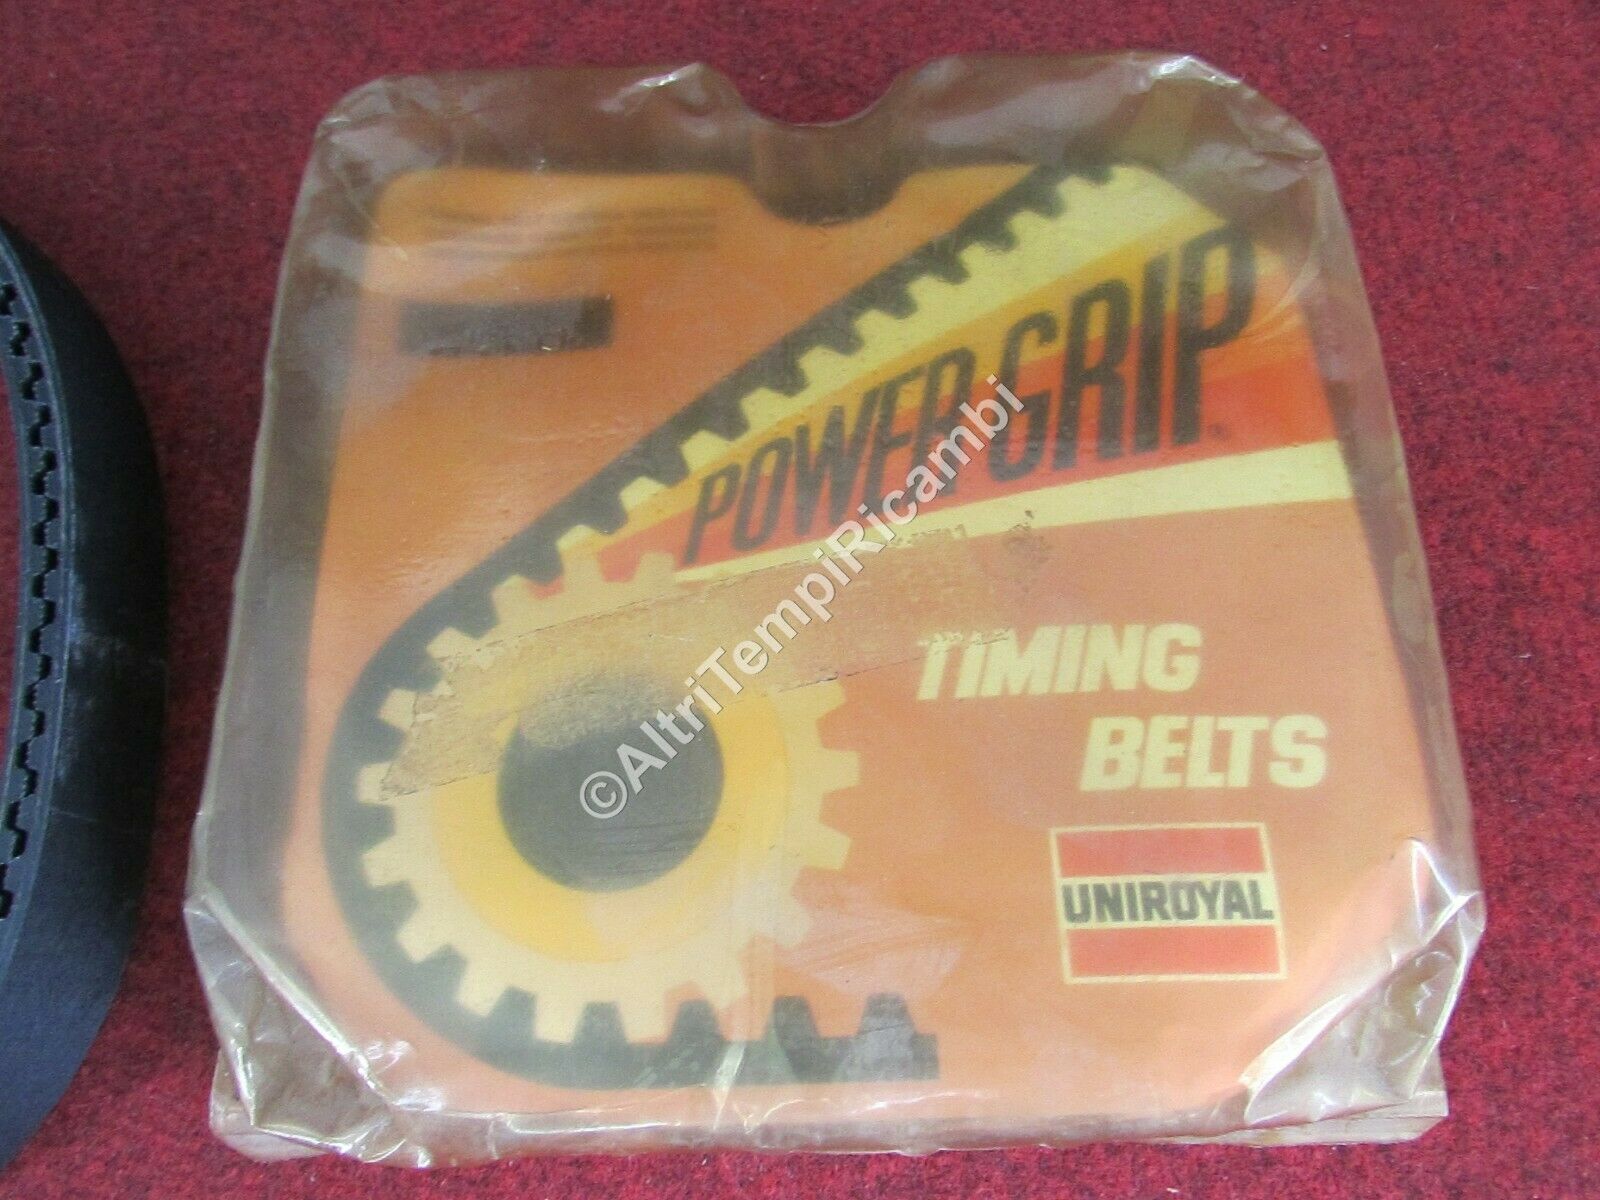 POWER GRIP®
TIMING
BELTS
UNIROYAL
©AltriTempiRicambi